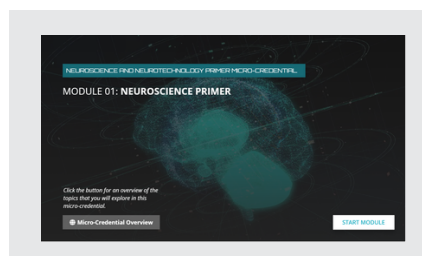 NEUROSCIENCE AND NEUROTECHNOLOGY PRIMER MICRO-CREDENTIAL
MODULE 01: NEUROSCIENCE PRIMER
Click the button for an overview of the
topics that you will explore in this
micro-credential.
Micro-Credential Overview
START MODULE